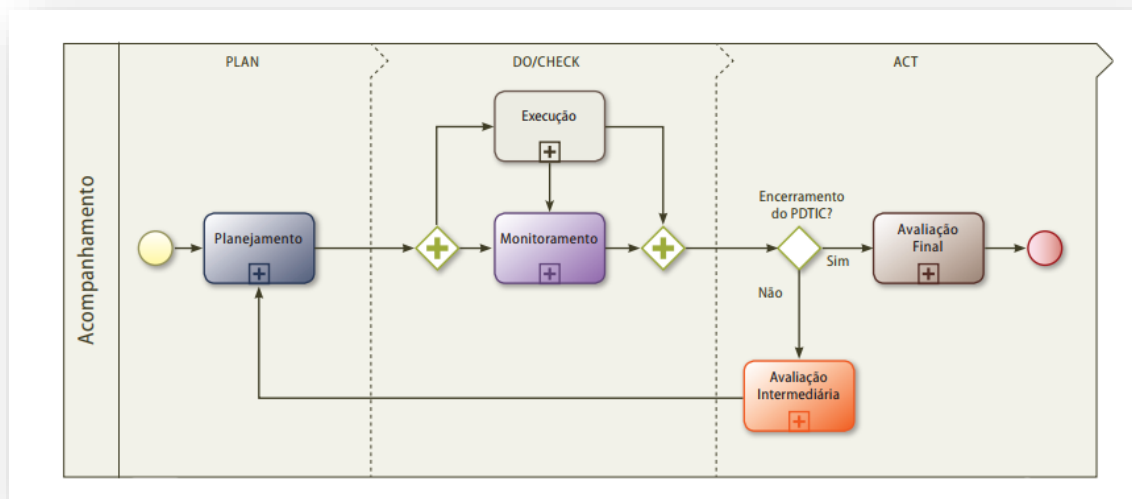 PLAN
DO/CHECK
ACT
Acompanhamento
Planejamento
Execução
Monitoramento
Encerramento
do PDTIC?
Sim
Não
Avaliação
Final
Avaliação
Intermediária